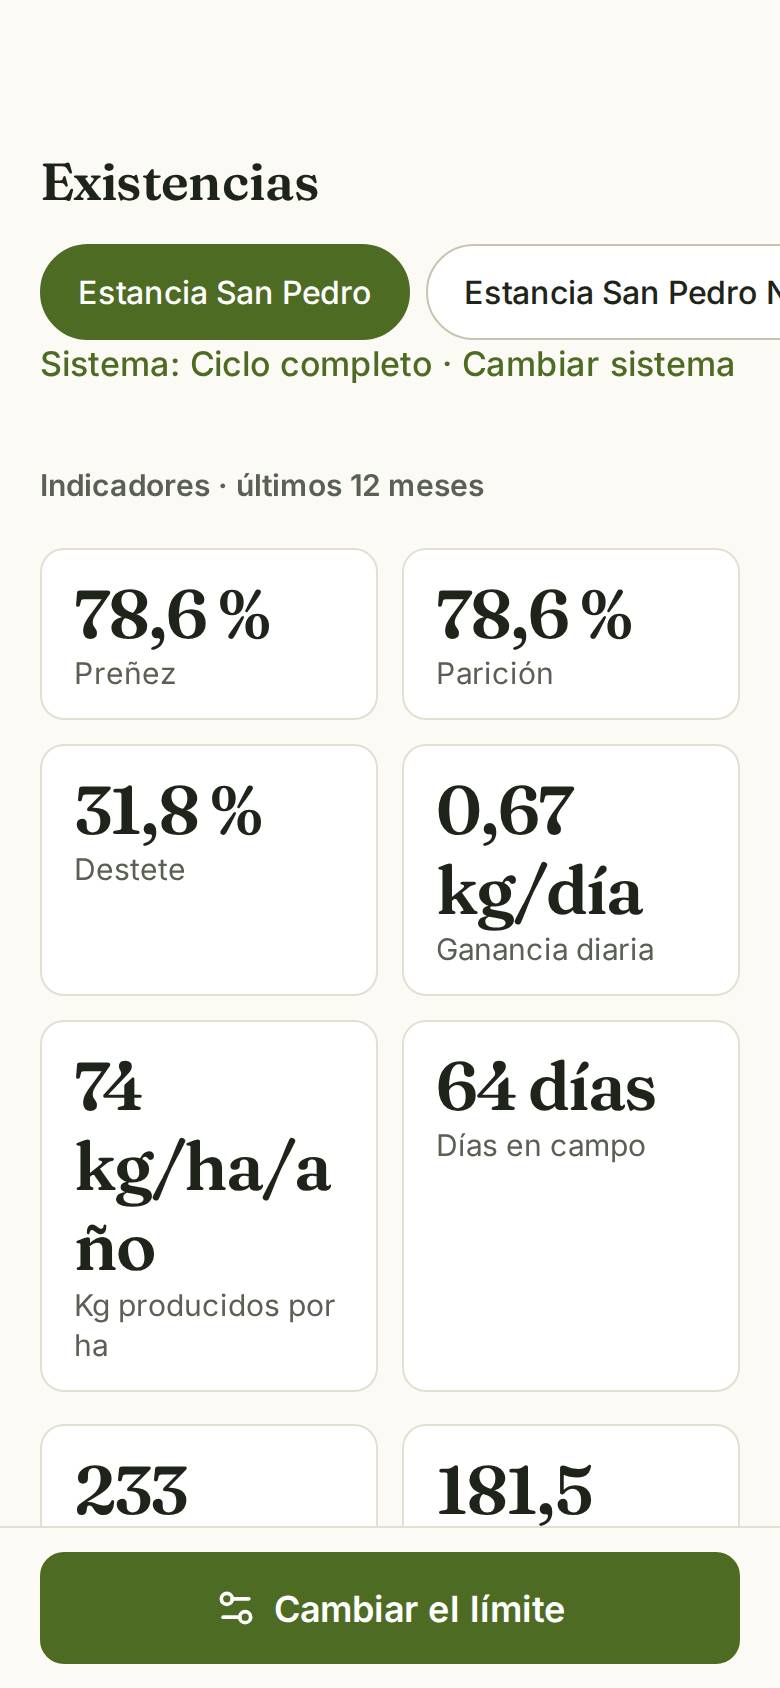 Existencias
Estancia San Pedro
Estancia San Pedro
Sistema: Ciclo completo · Cambiar sistema
Indicadores · últimos 12 meses
78,6 %
Preñez
78,6 %
Parición
31,8 %
Destete
0,67
kg/día
Ganancia diaria
74
kg/ha/a
ño
Kg producidos por
ha
64 días
Días en campo
233
181,5
Cambiar el límite